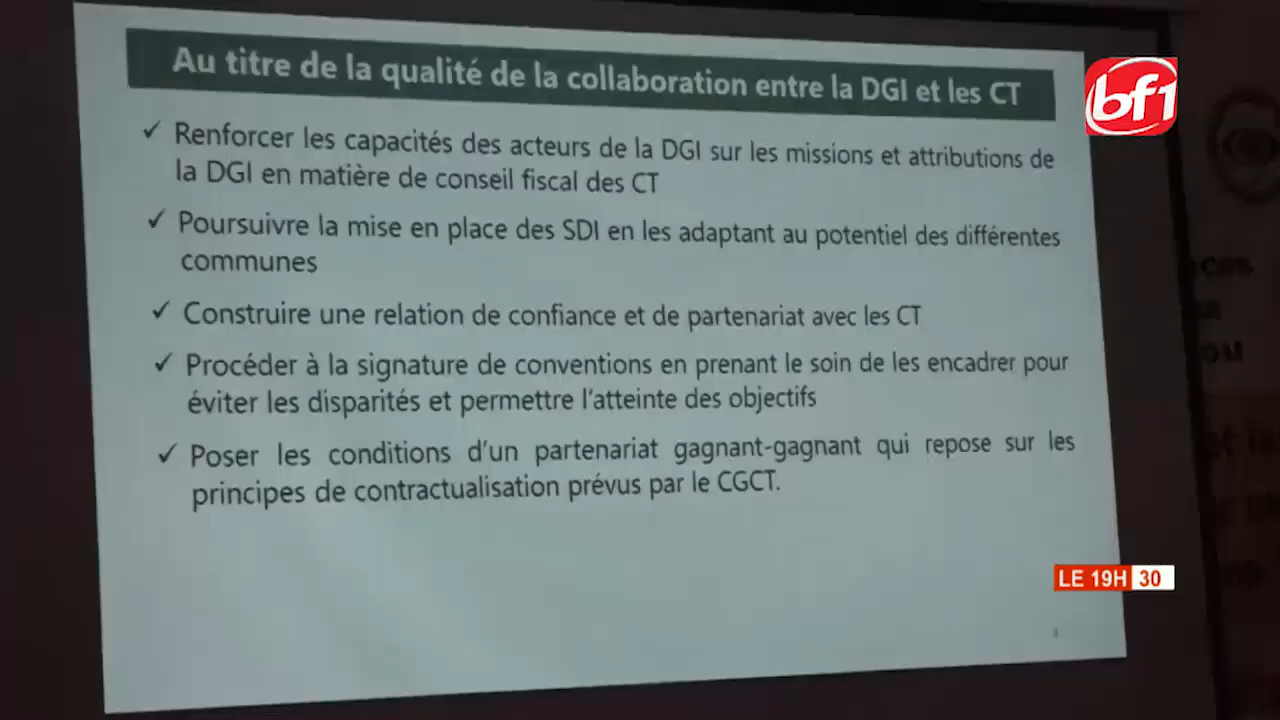 Au titre de la qualité de la collaboration entre la DGI et les CT
bf1
✓ Renforcer les capacités des acteurs de la DGI sur les missions et attributions de
la DGI en matière de conseil fiscal des CT
✓ Poursuivre la mise en place des SDI en les adaptant au potentiel des différentes
communes
✓ Construire une relation de confiance et de partenariat avec les CT
✓ Procéder à la signature de conventions en prenant le soin de les encadrer pour
éviter les disparités et permettre l'atteinte des objectifs
✓ Poser les conditions d'un partenariat gagnant-gagnant qui repose sur les
principes de contractualisation prévus par le CGCT.
LE 19H 30